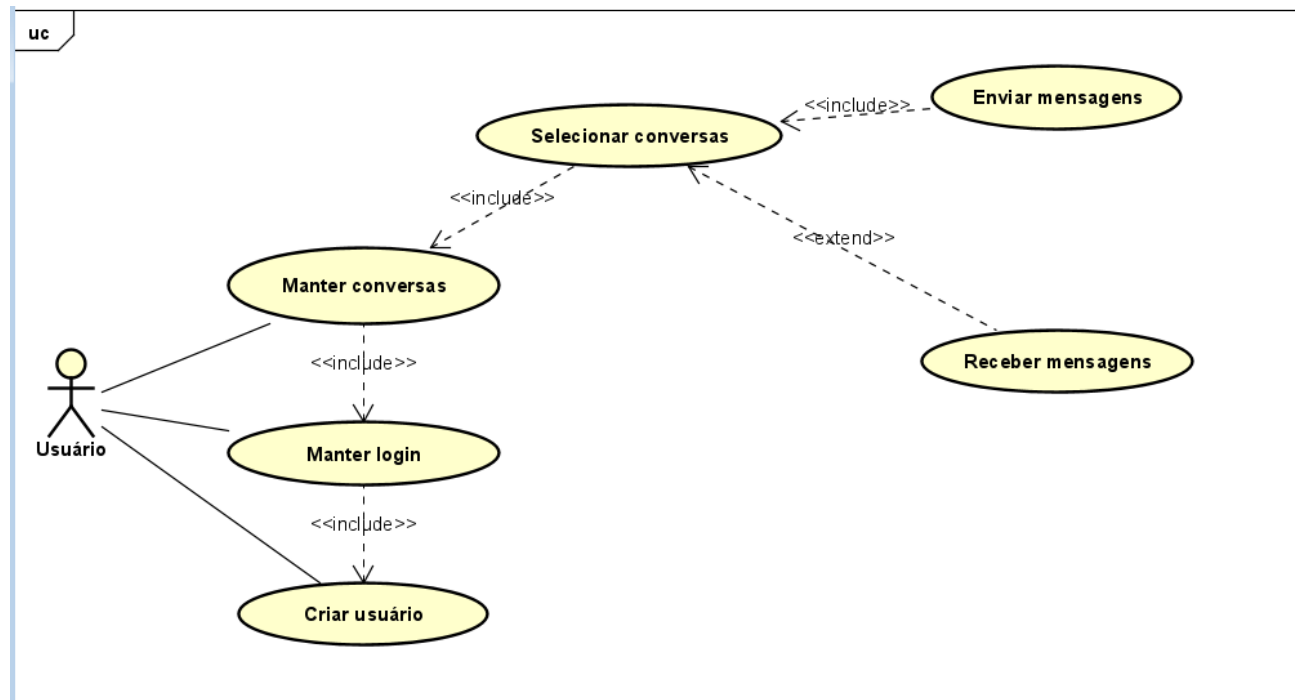 uc
Enviar mensagens
<<include>>
Selecionar conversas
<<include>>
<<extend>>
Manter conversas
<<include>>
Receber mensagens
Usuário
Manter login
<<include>>
Criar usuário